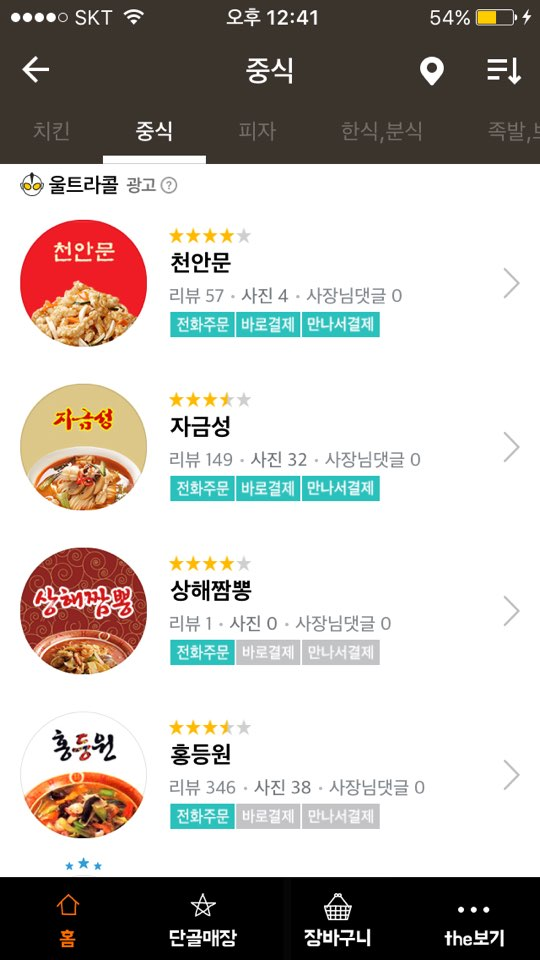 SKT 오후 12:41 54%
중식
치킨 중식 피자 한식,분식 족발,
울트라콜 광고 ?
천안문
천안문
리뷰 57 • 사진 4 • 사장님댓글 0
전화주문 바로결제 만나서결제
자금성
자금성
리뷰 149 • 사진 32 • 사장님댓글 0
전화주문 바로결제 만나서결제
상해짬뽕
상해짬뽕
리뷰 1 • 사진 0 • 사장님댓글 0
전화주문 바로결제 만나서결제
홍등원
홍등원
리뷰 346 • 사진 38 • 사장님댓글 0
전화주문 바로결제 만나서결제
홈 단골매장 장바구니 the보기